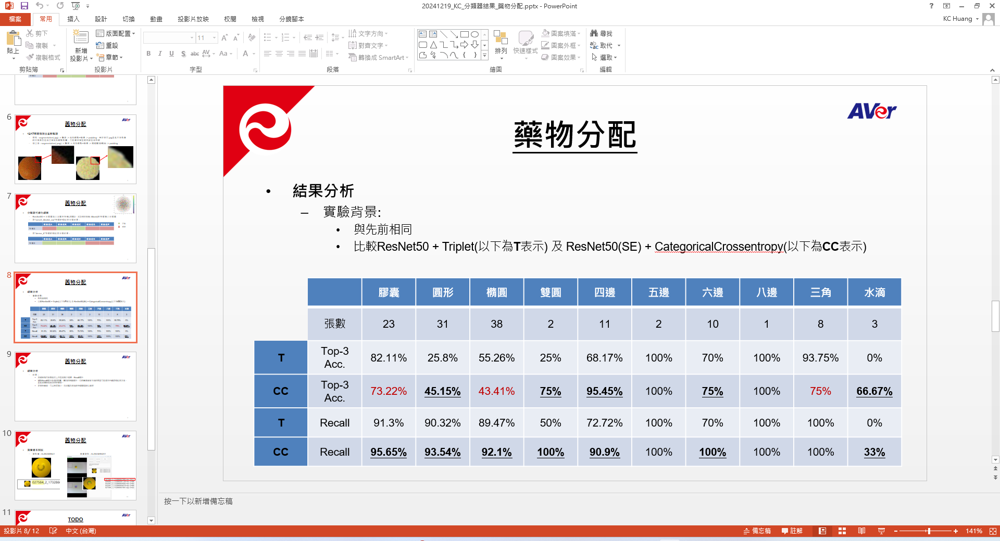 20241219_KC_分類器結果_藥物分配.pptx - PowerPoint
KC Huang
檔案 常用 插入 設計 切換 動畫 投影片放映 校閱 檢視 分鏡腳本
貼上 剪下 複製 複製格式 剪貼簿
新增投影片 版面配置 重設 章節 投影片
11 B I U S abc AV Aa A 字型
文字方向 對齊文字 轉換成 SmartArt 段落
排列 快速樣式 圖案填滿 圖案外框 圖案效果 繪圖
尋找 取代 選取 編輯
6 藥物分配 AVer
7 藥物分配
8 藥物分配 AVer
9 藥物分配 AVer
10 藥物分配 AVer
11 TODO AVer
AVer
藥物分配
• 結果分析
– 實驗背景:
• 與先前相同
• 比較ResNet50 + Triplet(以下為T表示) 及 ResNet50(SE) + CategoricalCrossentropy(以下為CC表示)
膠囊 圓形 橢圓 雙圓 四邊 五邊 六邊 八邊 三角 水滴
張數 23 31 38 2 11 2 10 1 8 3
T Top-3 Acc. 82.11% 25.8% 55.26% 25% 68.17% 100% 70% 100% 93.75% 0%
CC Top-3 Acc. 73.22% 45.15% 43.41% 75% 95.45% 100% 75% 100% 75% 66.67%
T Recall 91.3% 90.32% 89.47% 50% 72.72% 100% 70% 100% 100% 0%
CC Recall 95.65% 93.54% 92.1% 100% 90.9% 100% 100% 100% 100% 33%
按一下以新增備忘稿
投影片 8/ 12 中文 (台灣) 備忘稿 註解 141%